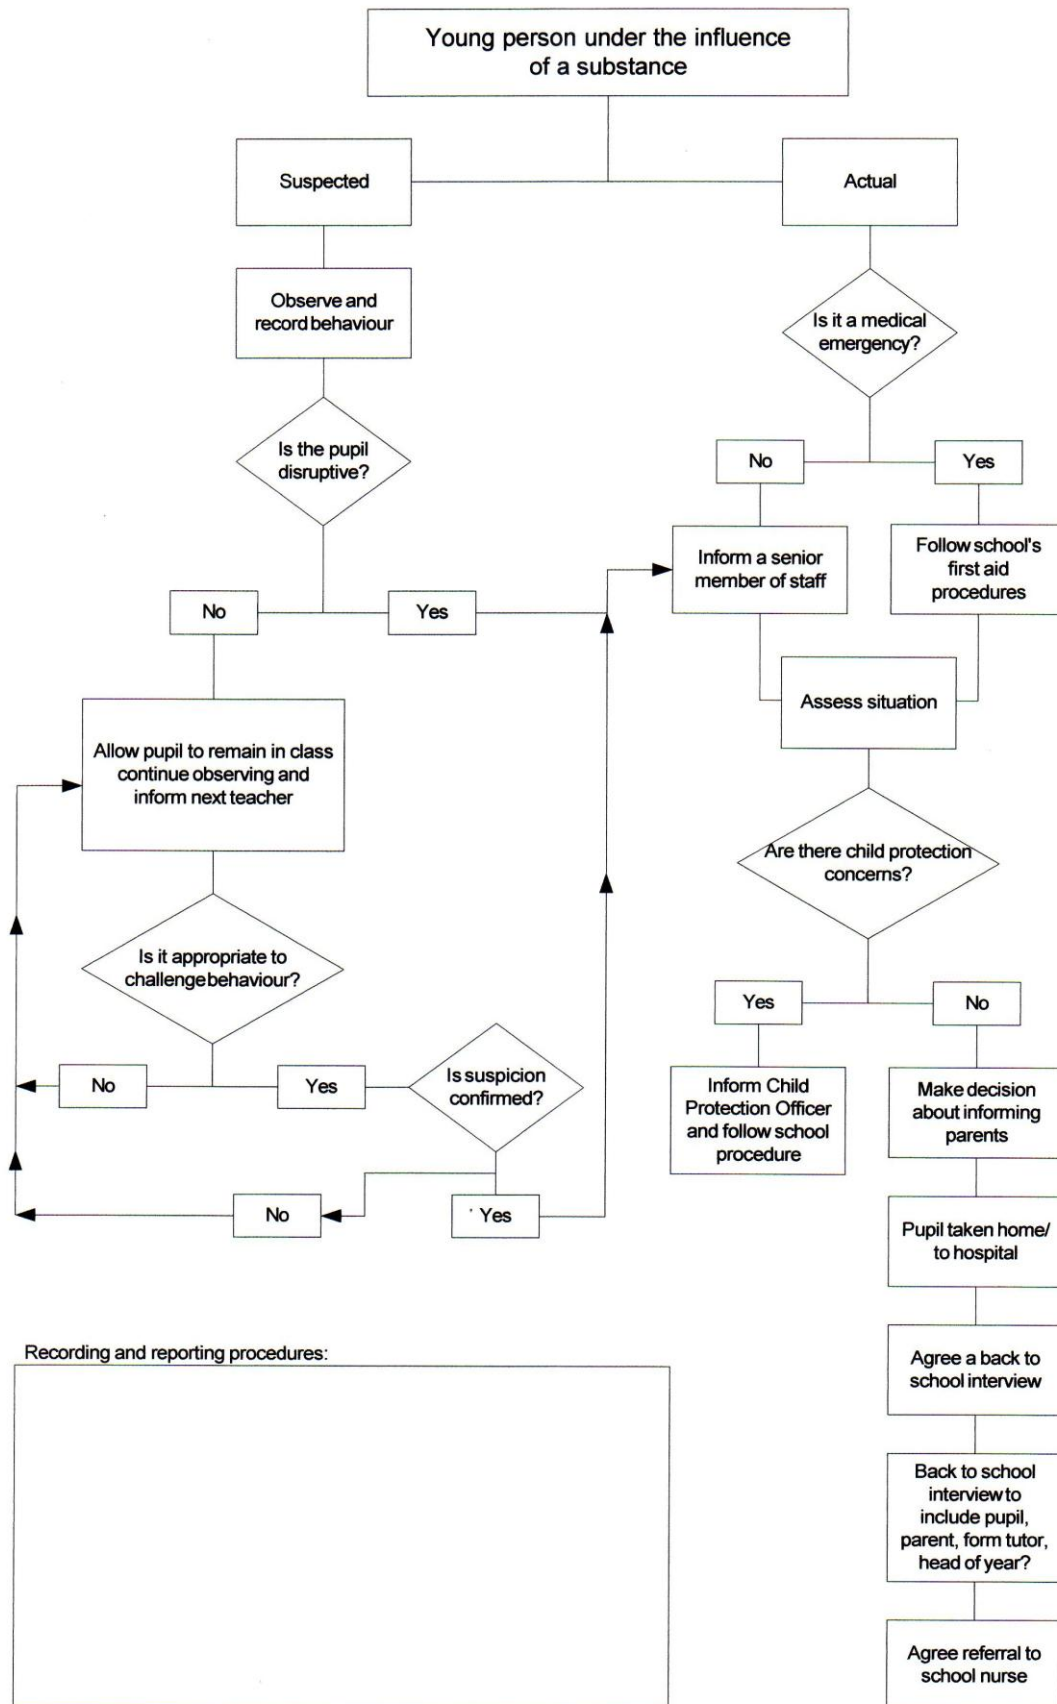 Young person under the influence
of a substance
Suspected
Actual
Observe and
record behaviour
Is it a medical
emergency?
Is the pupil
disruptive?
No
Yes
Inform a senior
member of staff
Follow school's
first aid
procedures
No
Yes
Assess situation
Allow pupil to remain in class
continue observing and
inform next teacher
Are there child protection
concerns?
Is it appropriate to
challenge behaviour?
Yes
No
No
Yes
Is suspicion
confirmed?
Inform Child
Protection Officer
and follow school
procedure
Make decision
about informing
parents
No
Yes
Pupil taken home/
to hospital
Agree a back to
school interview
Recording and reporting procedures:
Back to school
interview to
include pupil,
parent, form tutor,
head of year?
Agree referral to
school nurse